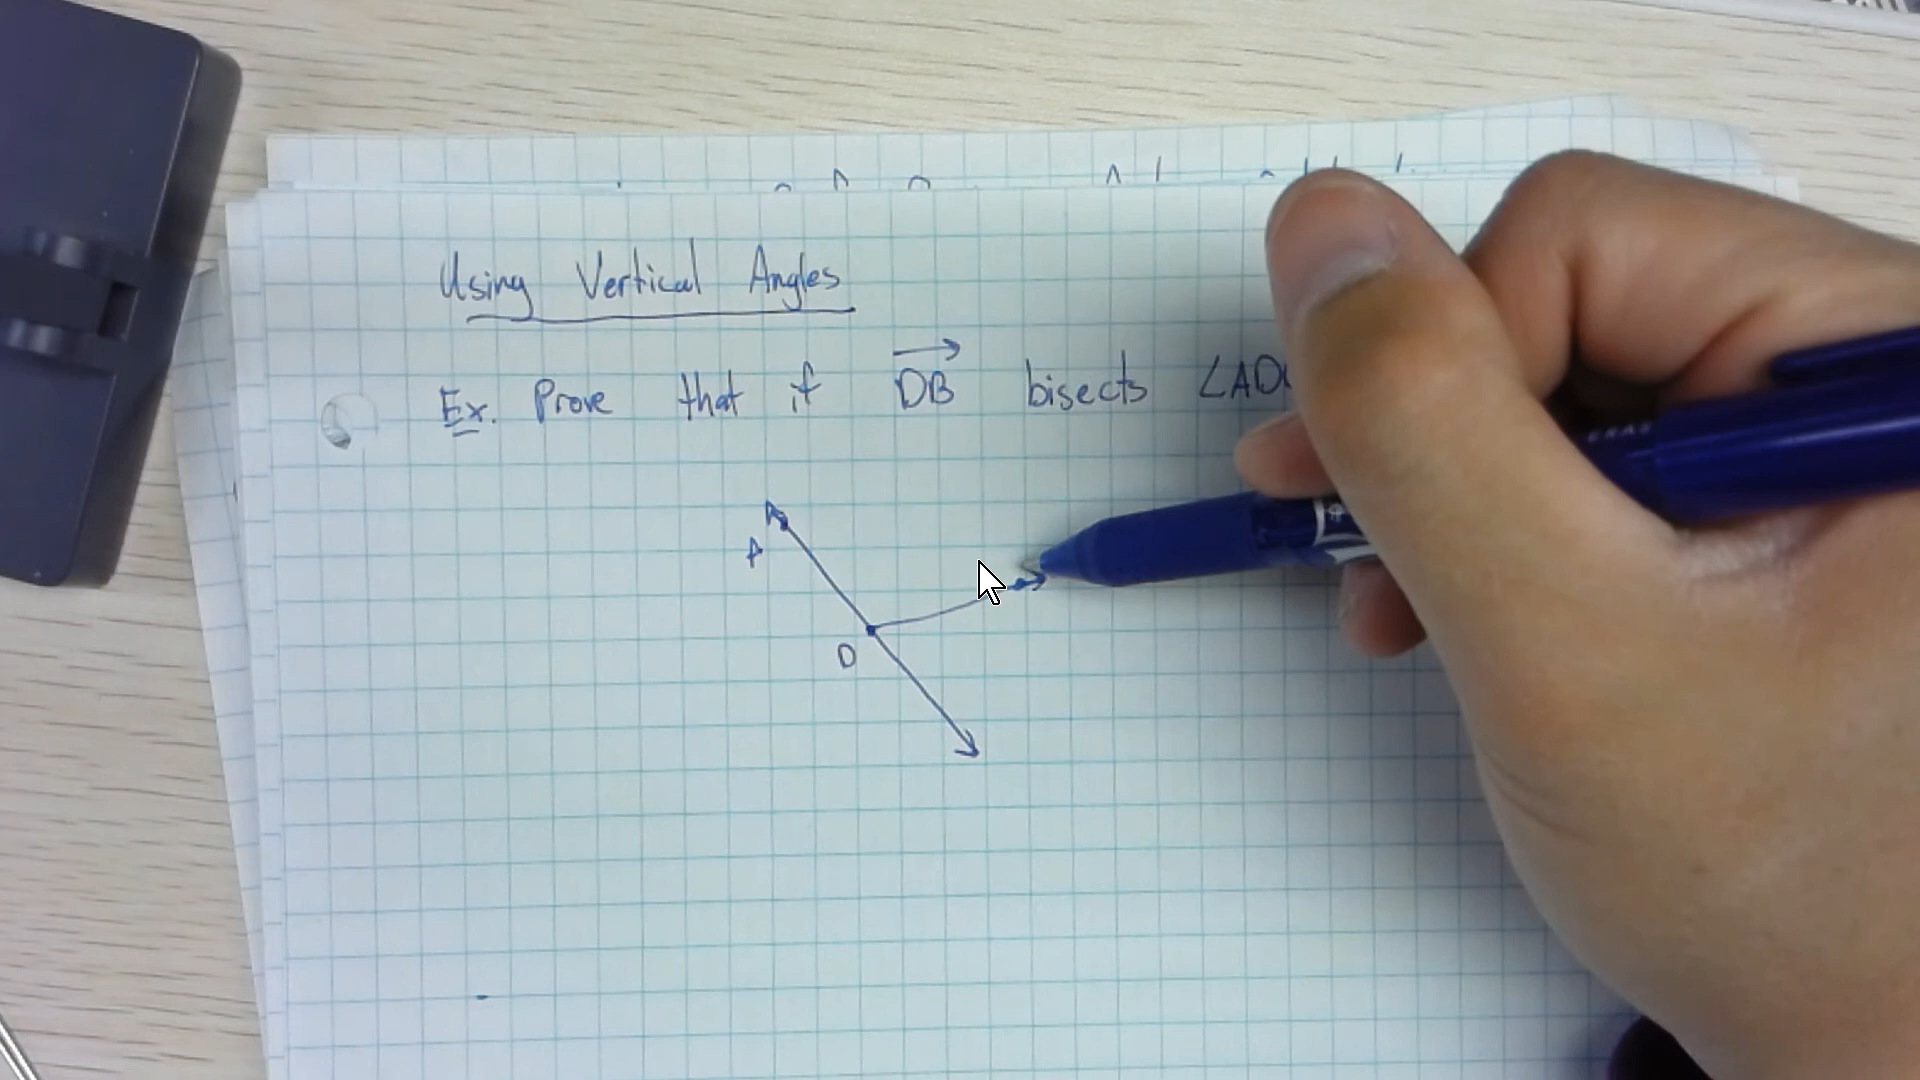 Using Vertical Angles
Ex. Prove that if DB bisects ∠AD
A
D